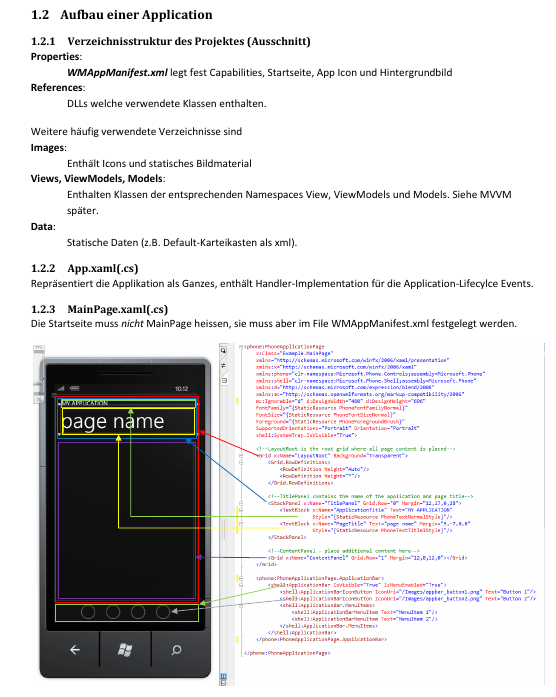 1.2 Aufbau einer Application
1.2.1 Verzeichnisstruktur des Projektes (Ausschnitt)
Properties:
WMAppManifest.xml legt fest Capabilities, Startseite, App Icon und Hintergrundbild
References:
DLLs welche verwendete Klassen enthalten.
Weitere häufig verwendete Verzeichnisse sind
Images:
Enthält Icons und statisches Bildmaterial
Views, ViewModels, Models:
Enthalten Klassen der entsprechenden Namespaces View, ViewModels und Models. Siehe MVVM
später.
Data:
Statische Daten (z.B. Default-Karteikasten als xml).
1.2.2 App.xaml(.cs)
Repräsentiert die Applikation als Ganzes, enthält Handler-Implementation für die Application-Lifecylce Events.
1.2.3 MainPage.xaml(.cs)
Die Startseite muss nicht MainPage heissen, sie muss aber im File WMAppManifest.xml festgelegt werden.
10:12
MY APPLICATION
page name
<phone:PhoneApplicationPage
x:Class="Example.MainPage"
xmlns="http://schemas.microsoft.com/winfx/2006/xaml/presentation"
xmlns:x="http://schemas.microsoft.com/winfx/2006/xaml"
xmlns:phone="clr-namespace:Microsoft.Phone.Controls;assembly=Microsoft.Phone"
xmlns:shell="clr-namespace:Microsoft.Phone.Shell;assembly=Microsoft.Phone"
xmlns:d="http://schemas.microsoft.com/expression/blend/2008"
xmlns:mc="http://schemas.openxmlformats.org/markup-compatibility/2006"
mc:Ignorable="d" d:DesignWidth="480" d:DesignHeight="696"
FontFamily="{StaticResource PhoneFontFamilyNormal}"
FontSize="{StaticResource PhoneFontSizeNormal}"
Foreground="{StaticResource PhoneForegroundBrush}"
SupportedOrientations="Portrait" Orientation="Portrait"
shell:SystemTray.IsVisible="True">
<!--LayoutRoot is the root grid where all page content is placed-->
<Grid x:Name="LayoutRoot" Background="Transparent">
<Grid.RowDefinitions>
<RowDefinition Height="Auto"/>
<RowDefinition Height="*"/>
</Grid.RowDefinitions>
<!--TitlePanel contains the name of the application and page title-->
<StackPanel x:Name="TitlePanel" Grid.Row="0" Margin="12,17,0,28">
<TextBlock x:Name="ApplicationTitle" Text="MY APPLICATION"
Style="{StaticResource PhoneTextNormalStyle}"/>
<TextBlock x:Name="PageTitle" Text="page name" Margin="9,-7,0,0"
Style="{StaticResource PhoneTextTitle1Style}"/>
</StackPanel>
<!--ContentPanel - place additional content here-->
<Grid x:Name="ContentPanel" Grid.Row="1" Margin="12,0,12,0"></Grid>
</Grid>
<phone:PhoneApplicationPage.ApplicationBar>
<shell:ApplicationBar IsVisible="True" IsMenuEnabled="True">
<shell:ApplicationBarIconButton IconUri="/Images/appbar_button1.png" Text="Button 1"/>
<shell:ApplicationBarIconButton IconUri="/Images/appbar_button2.png" Text="Button 2"/>
<shell:ApplicationBar.MenuItems>
<shell:ApplicationBarMenuItem Text="MenuItem 1"/>
<shell:ApplicationBarMenuItem Text="MenuItem 2"/>
</shell:ApplicationBar.MenuItems>
</shell:ApplicationBar>
</phone:PhoneApplicationPage.ApplicationBar>
</phone:PhoneApplicationPage>